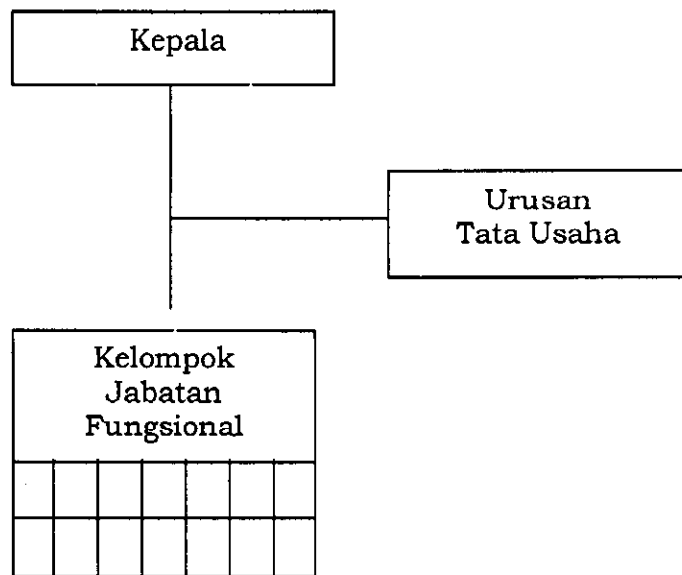 Kepala
Urusan
Tata Usaha
Kelompok
Jabatan
Fungsional